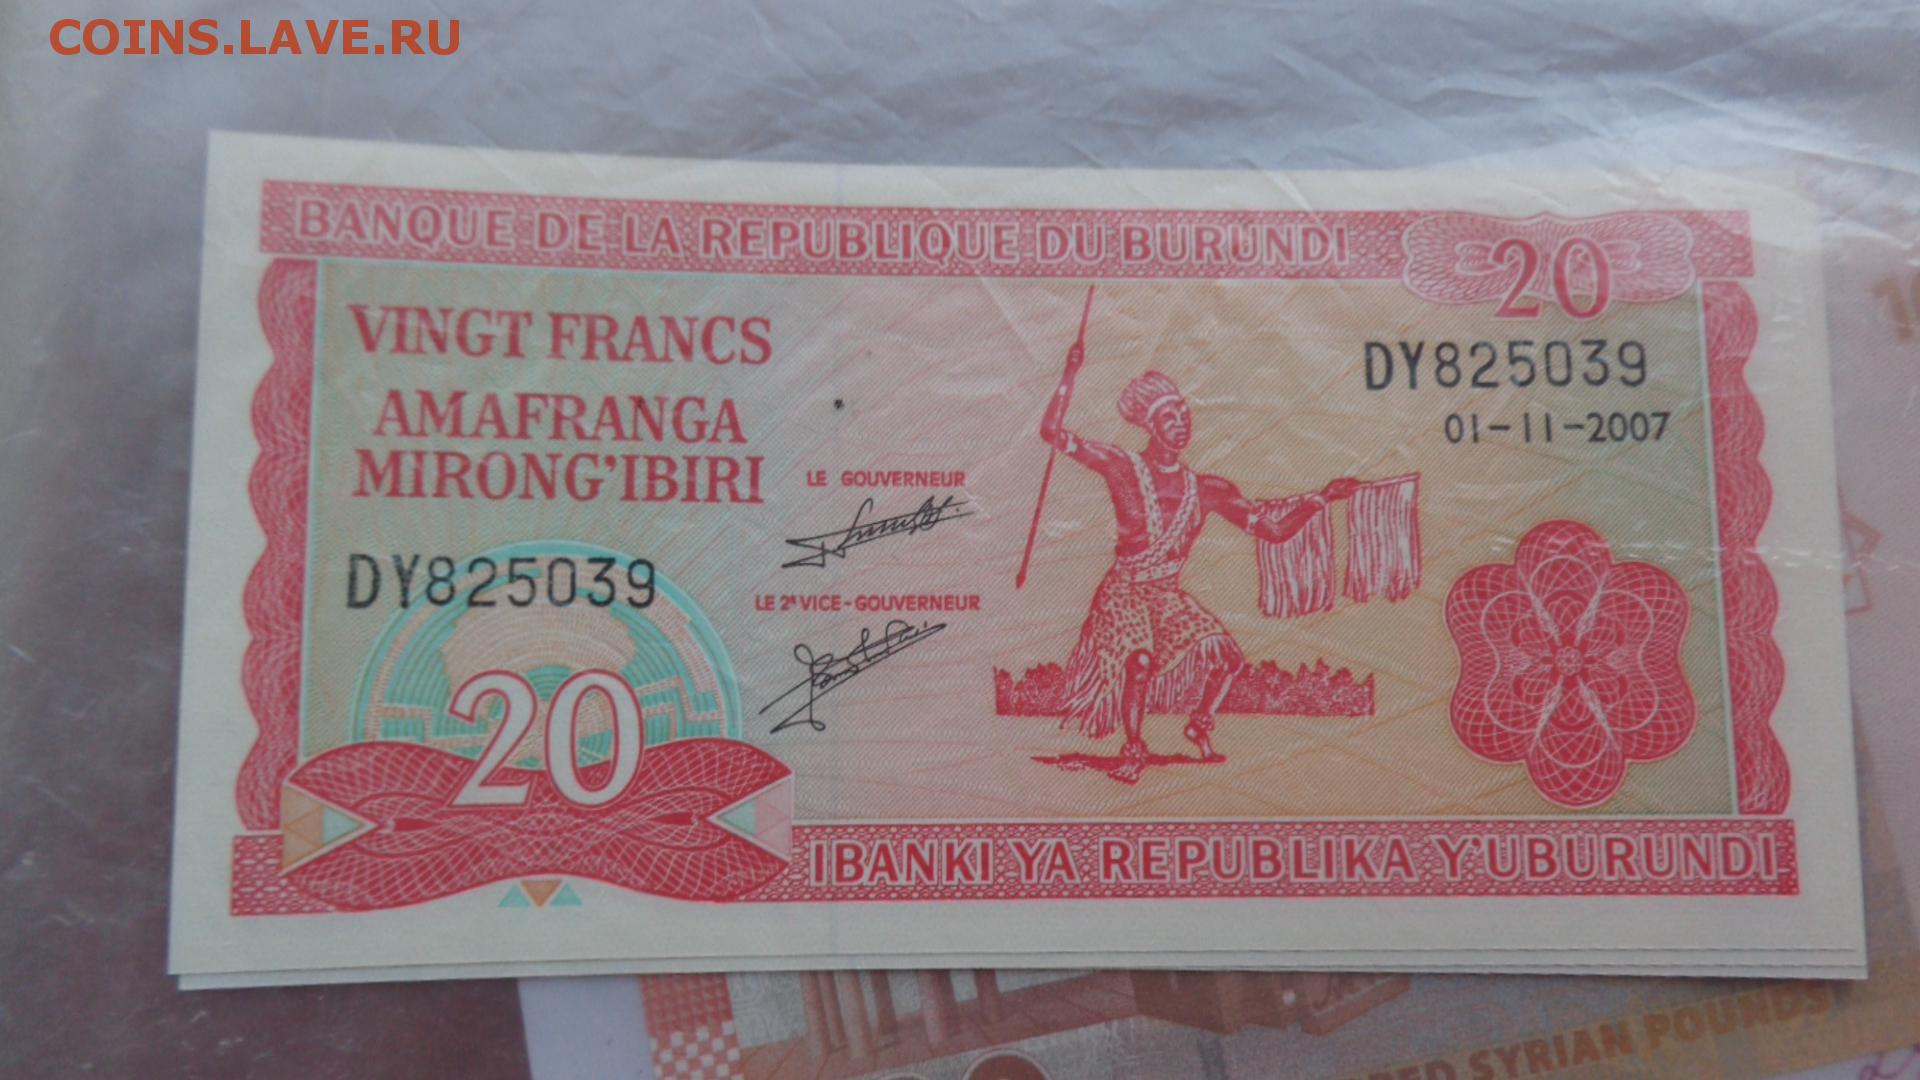 COINS.LAVE.RU
BANQUE DE LA REPUBLIQUE DU BURUNDI
20
VINGT FRANCS
AMAFRANGA
MIRONG'IBIRI
DY825039
01-11-2007
LE GOUVERNEUR
DY825039
LE 2e VICE-GOUVERNEUR
20
IBANKI YA REPUBLIKA Y'UBURUNDI
SYRIAN POUNDS